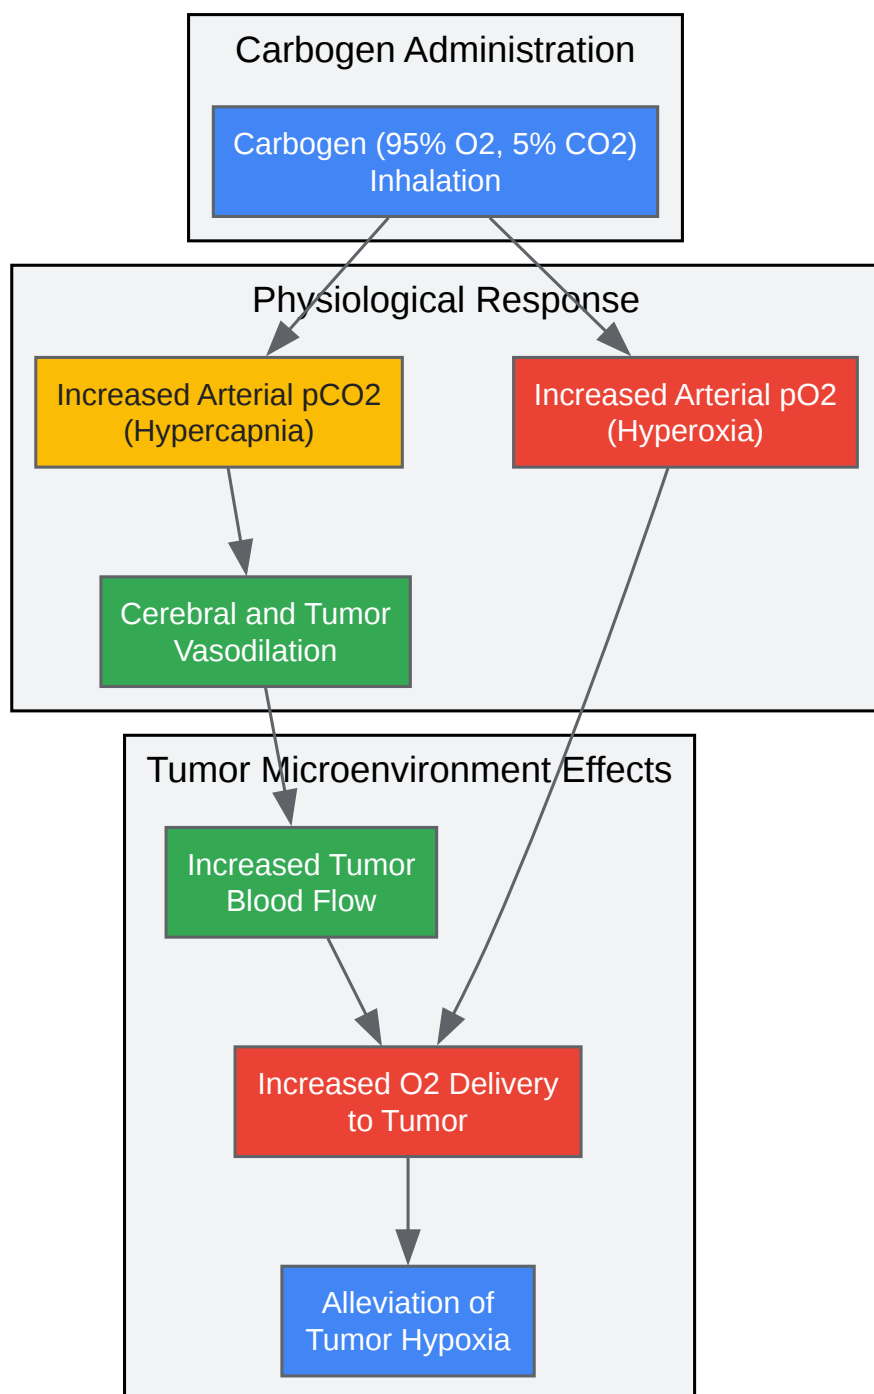 Carbogen Administration
Carbogen (95% O2, 5% CO2)
Inhalation
Physiological Response
Increased Arterial pCO2
(Hypercapnia)
Increased Arterial pO2
(Hyperoxia)
Cerebral and Tumor
Vasodilation
Tumor Microenvironment Effects
Increased Tumor
Blood Flow
Increased O2 Delivery
to Tumor
Alleviation of
Tumor Hypoxia